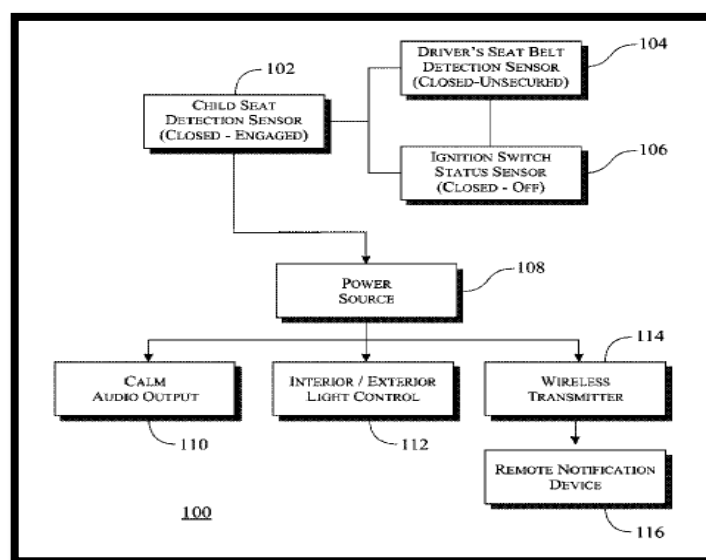 102
CHILD SEAT
DETECTION SENSOR
(CLOSED - ENGAGED)
DRIVER'S SEAT BELT
DETECTION SENSOR
(CLOSED-UNSECURED)
104
IGNITION SWITCH
STATUS SENSOR
(CLOSED - OFF)
106
POWER
SOURCE
108
CALM
AUDIO OUTPUT
110
INTERIOR / EXTERIOR
LIGHT CONTROL
112
114
WIRELESS
TRANSMITTER
REMOTE NOTIFICATION
DEVICE
116
100